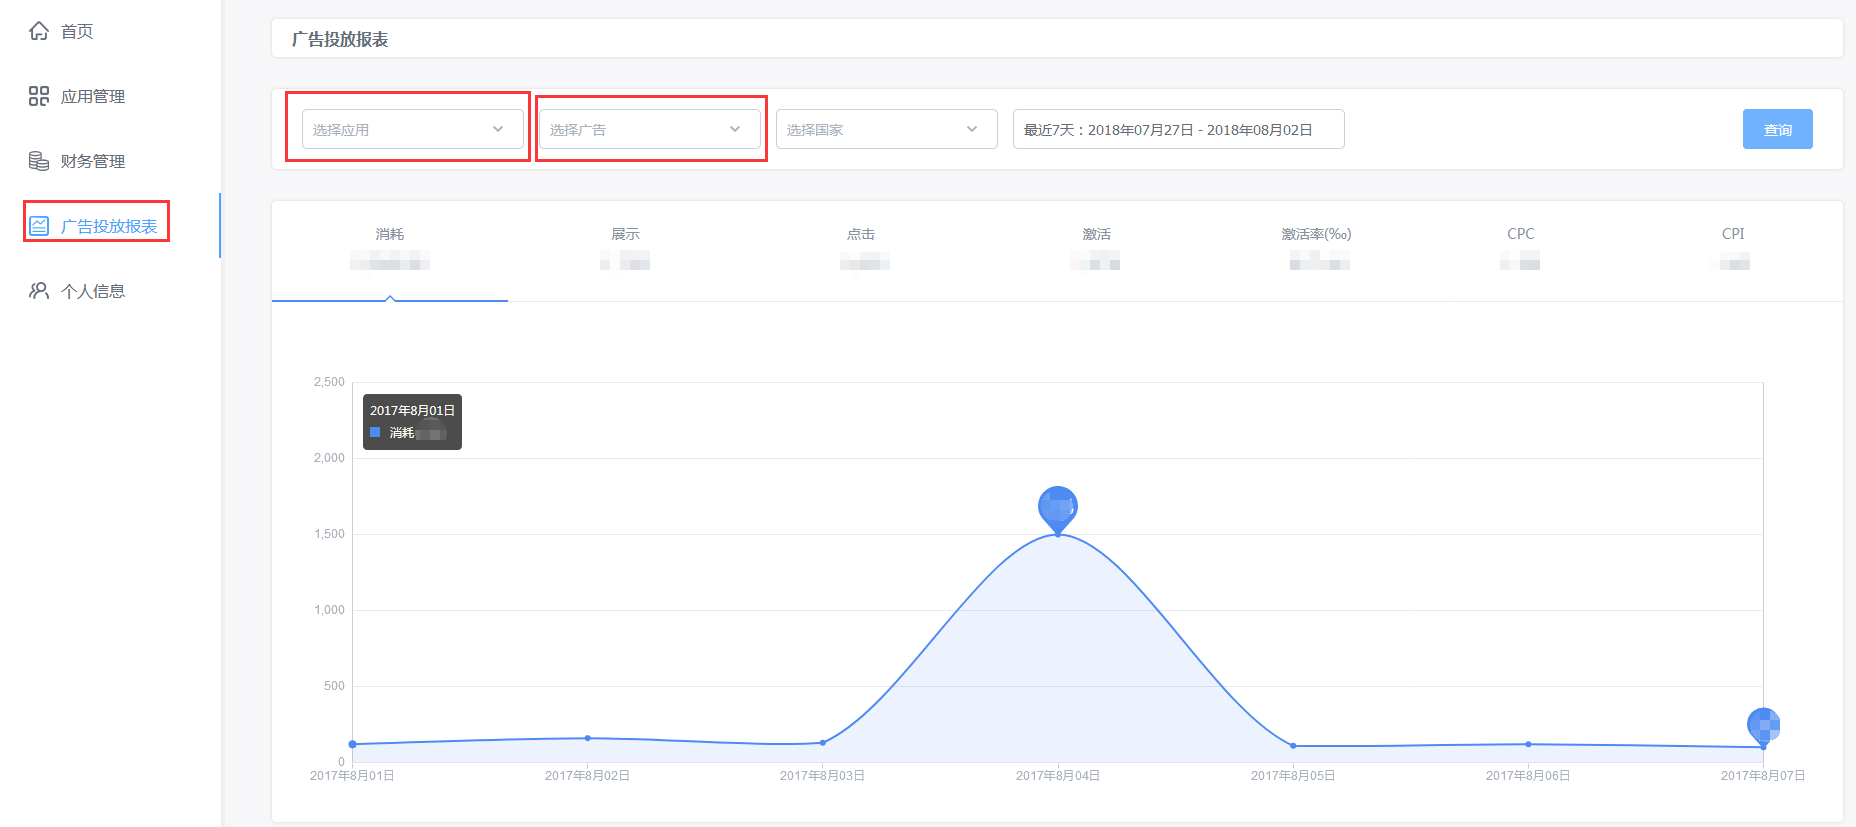 首页
应用管理
财务管理
广告投放报表
个人信息
广告投放报表
选择应用
选择广告
选择国家
最近7天：2018年07月27日 - 2018年08月02日
查询
消耗
展示
点击
激活
激活率(‰)
CPC
CPI
2,500
2,000
1,500
1,000
500
0
2017年8月01日
消耗
2017年8月01日
2017年8月02日
2017年8月03日
2017年8月04日
2017年8月05日
2017年8月06日
2017年8月07日